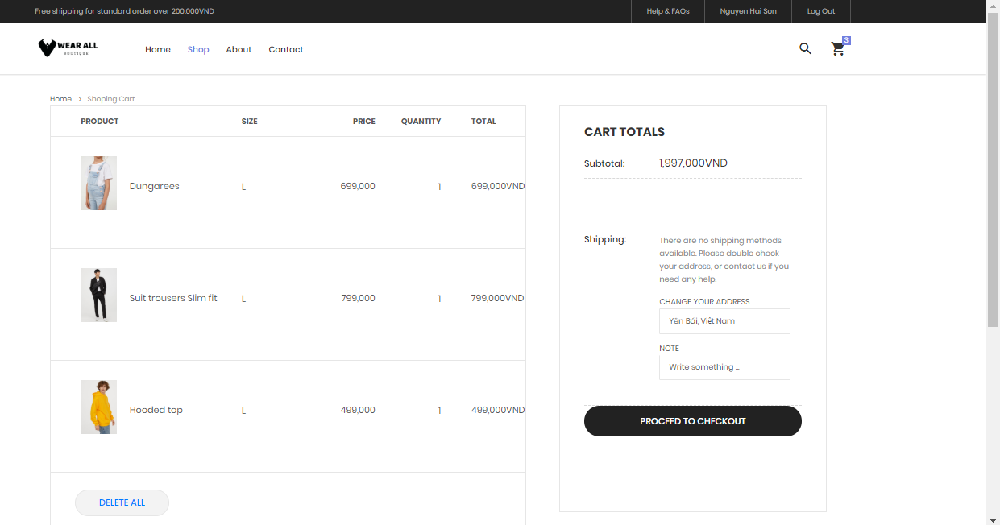 Free shipping for standard order over 200.000VND
Help & FAQs
Nguyen Hai Son
Log Out
WEAR ALL
BOUTIQUE
Home
Shop
About
Contact
3
Home > Shoping Cart
PRODUCT SIZE PRICE QUANTITY TOTAL
Dungarees L 699,000 1 699,000VND
Suit trousers Slim fit L 799,000 1 799,000VND
Hooded top L 499,000 1 499,000VND
DELETE ALL
CART TOTALS
Subtotal: 1,997,000VND
Shipping:
There are no shipping methods
available. Please double check
your address, or contact us if you
need any help.
CHANGE YOUR ADDRESS
Yên Bái, Việt Nam
NOTE
Write something ...
PROCEED TO CHECKOUT